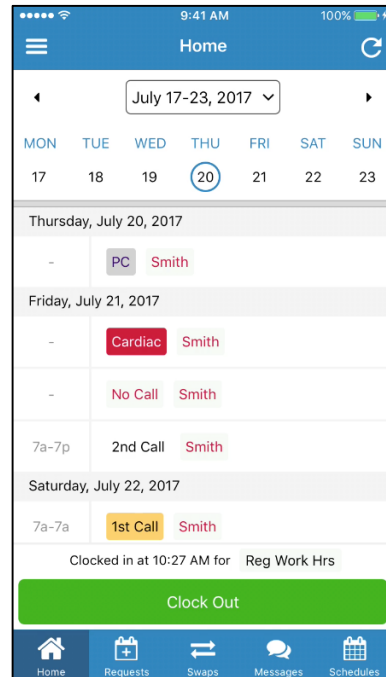 9:41 AM 100%
Home
July 17-23, 2017
MON TUE WED THU FRI SAT SUN
17 18 19 20 21 22 23
Thursday, July 20, 2017
- PC Smith
Friday, July 21, 2017
- Cardiac Smith
- No Call Smith
7a-7p 2nd Call Smith
Saturday, July 22, 2017
7a-7a 1st Call Smith
Clocked in at 10:27 AM for Reg Work Hrs
Clock Out
Home Requests Swaps Messages Schedules